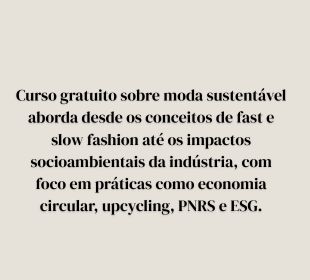 Curso gratuito sobre moda sustentável
aborda desde os conceitos de fast e
slow fashion até os impactos
socioambientais da indústria, com
foco em práticas como economia
circular, upcycling, PNRS e ESG.